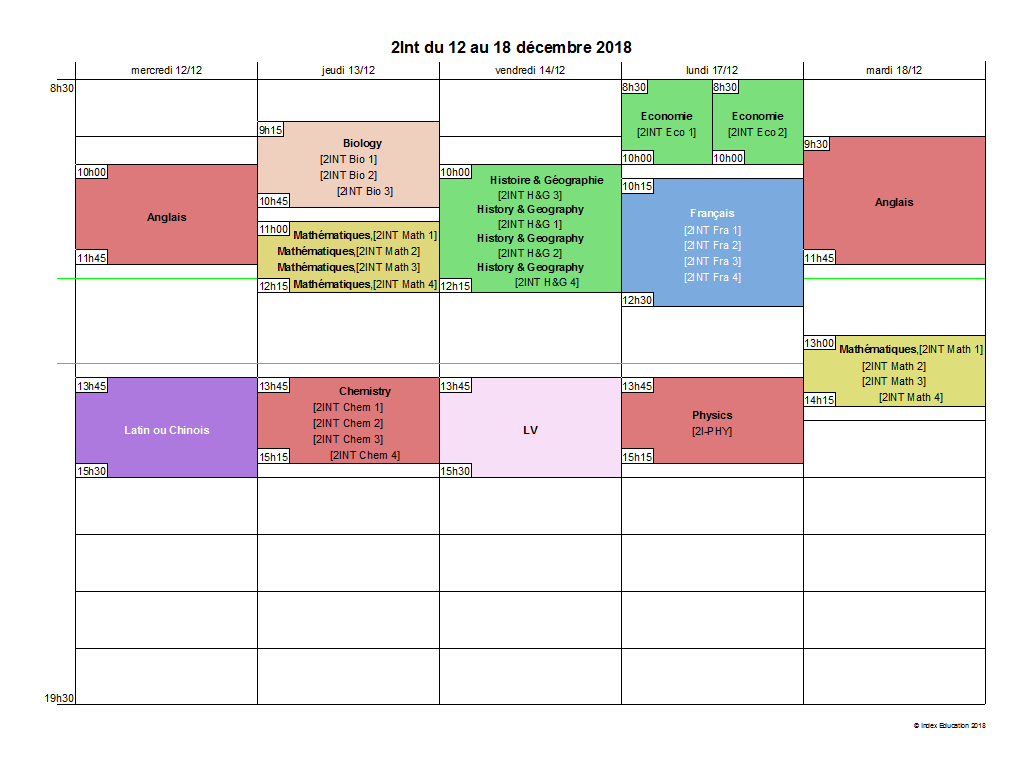 2Int du 12 au 18 décembre 2018
mercredi 12/12
jeudi 13/12
vendredi 14/12
lundi 17/12
mardi 18/12
8h30
10h00
Anglais
11h45
13h45
Latin ou Chinois
15h30
9h15
Biology
[2INT Bio 1]
[2INT Bio 2]
[2INT Bio 3]
10h45
11h00
Mathématiques,[2INT Math 1]
Mathématiques,[2INT Math 2]
Mathématiques,[2INT Math 3]
12h15 Mathématiques,[2INT Math 4]
13h45
Chemistry
[2INT Chem 1]
[2INT Chem 2]
[2INT Chem 3]
15h15 [2INT Chem 4]
10h00
Histoire & Géographie
[2INT H&G 3]
History & Geography
[2INT H&G 1]
History & Geography
[2INT H&G 2]
History & Geography
12h15 [2INT H&G 4]
13h45
LV
15h30
8h30
Economie
[2INT Eco 1]
10h00
8h30
Economie
[2INT Eco 2]
10h00
10h15
Français
[2INT Fra 1]
[2INT Fra 2]
[2INT Fra 3]
[2INT Fra 4]
12h30
13h45
Physics
[2I-PHY]
15h15
9h30
Anglais
11h45
13h00
Mathématiques,[2INT Math 1]
[2INT Math 2]
[2INT Math 3]
14h15 [2INT Math 4]
19h30
© Index Education 2018